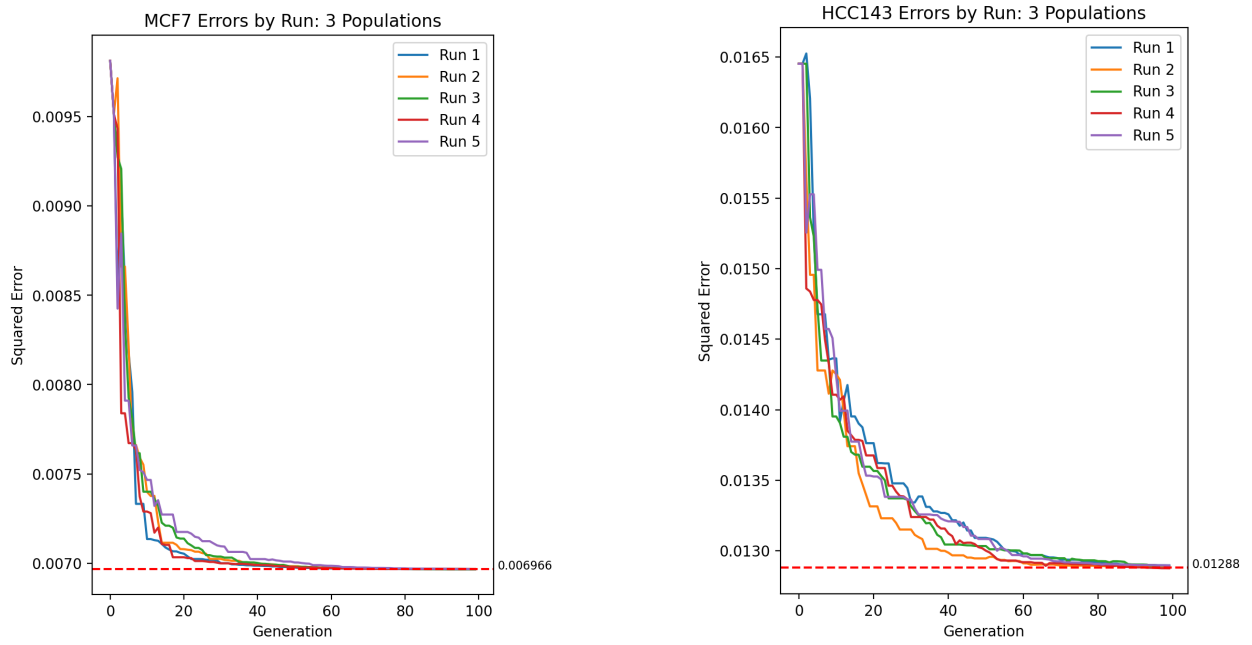 MCF7 Errors by Run: 3 Populations
Run 1
Run 2
Run 3
Run 4
Run 5
0.0095
0.0090
0.0085
0.0080
0.0075
0.0070
Squared Error
0.006966
0 20 40 60 80 100
Generation
HCC143 Errors by Run: 3 Populations
Run 1
Run 2
Run 3
Run 4
Run 5
0.0165
0.0160
0.0155
0.0150
0.0145
0.0140
0.0135
0.0130
Squared Error
0.01288
0 20 40 60 80 100
Generation